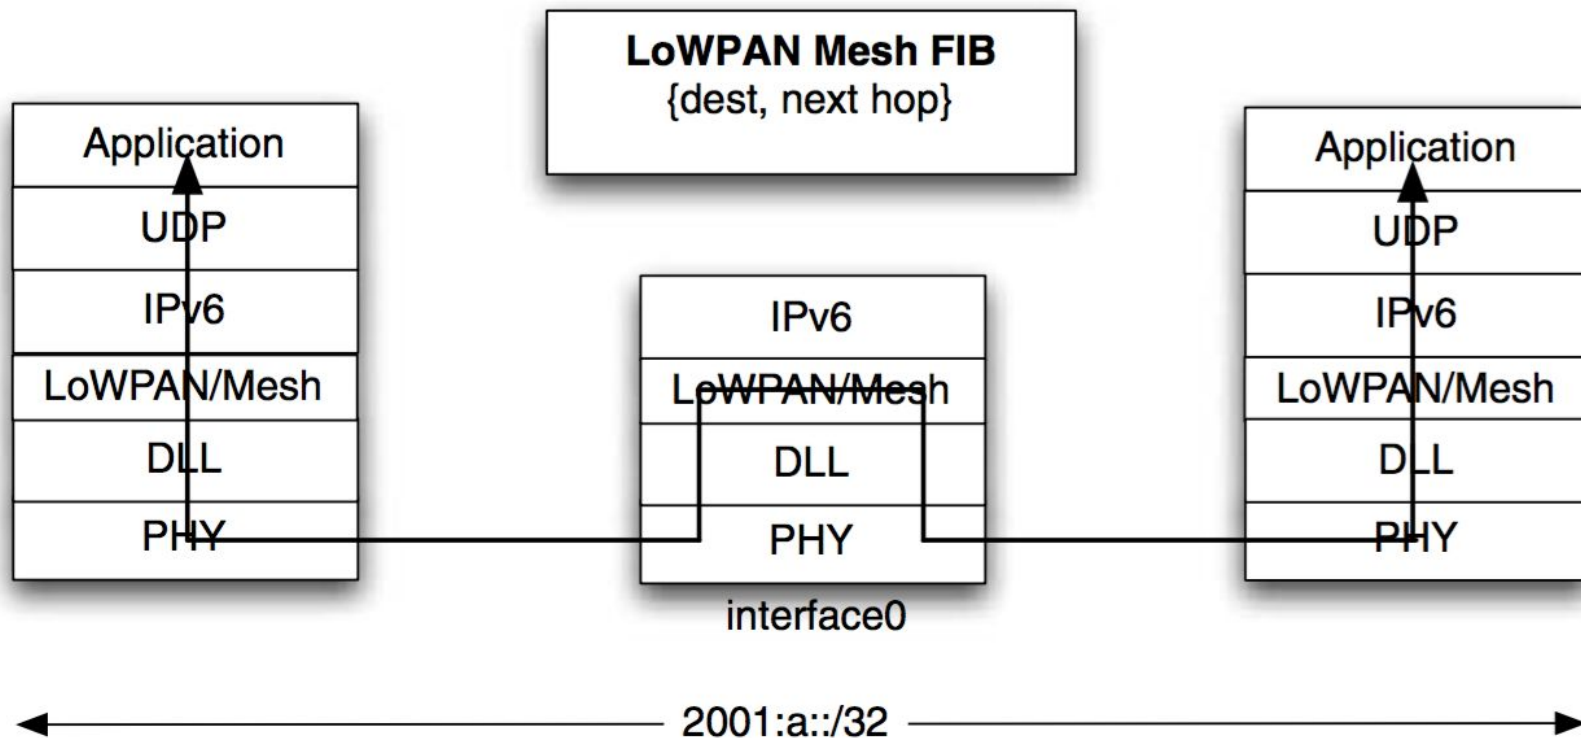 LoWPAN Mesh FIB
{dest, next hop}
Application
UDP
IPv6
LoWPAN/Mesh
DLL
PHY
IPv6
LoWPAN/Mesh
DLL
PHY
interface0
Application
UDP
IPv6
LoWPAN/Mesh
DLL
PHY
2001:a::/32